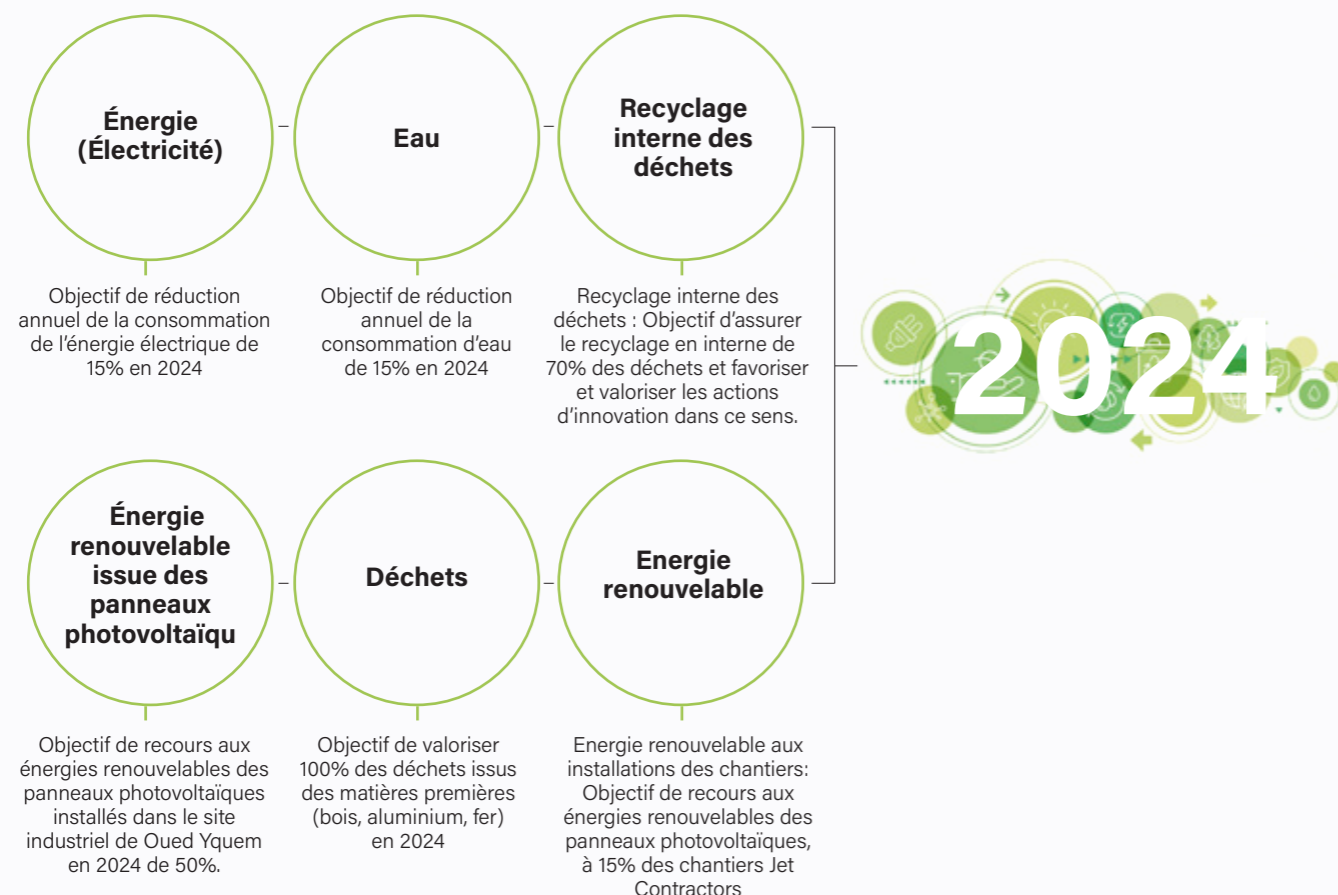 Énergie
(Électricité)
Eau
Recyclage
interne des
déchets
Objectif de réduction
annuel de la consommation
de l'énergie électrique de
15% en 2024
Objectif de réduction
annuel de la
consommation d'eau
de 15% en 2024
Recyclage interne des
déchets : Objectif d'assurer
le recyclage en interne de
70% des déchets et favoriser
et valoriser les actions
d'innovation dans ce sens.
2024
Énergie
renouvelable
issue des
panneaux
photovoltaïqu
Déchets
Energie
renouvelable
Objectif de recours aux
énergies renouvelables des
panneaux photovoltaïques
installés dans le site
industriel de Oued Yquem
en 2024 de 50%.
Objectif de valoriser
100% des déchets issus
des matières premières
(bois, aluminium, fer)
en 2024
Energie renouvelable aux
installations des chantiers:
Objectif de recours aux
énergies renouvelables des
panneaux photovoltaïques,
à 15% des chantiers Jet
Contractors